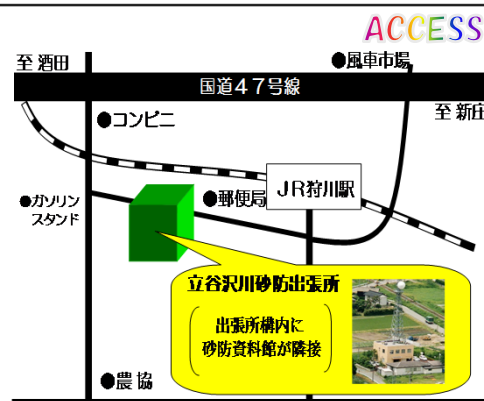 ACCESS
至 酒田
●風車市場
国道47号線
至 新庄
●コンビニ
●ガソリン
スタンド
●郵便局
JR狩川駅
立谷沢川砂防出張所
出張所構内に
砂防資料館が隣接
●農協